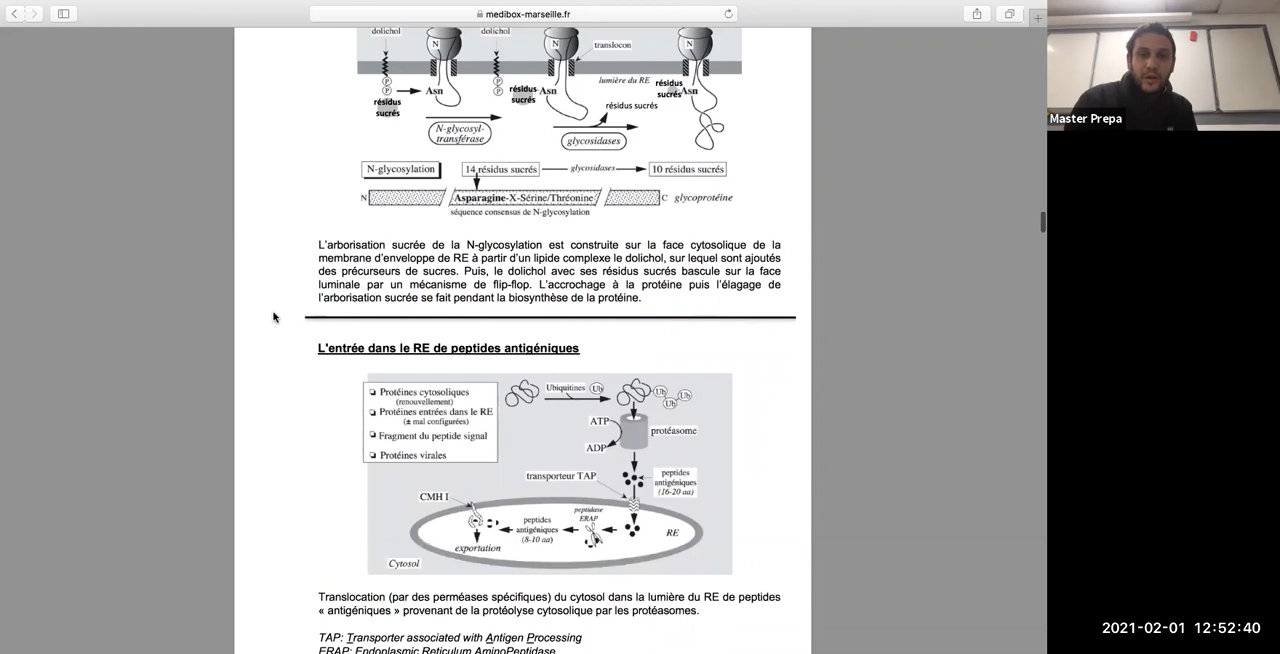 medibox-marseille.fr
dolichol
dolichol
N
N
N
translocon
lumière du RE
P
P
Asn
résidus
sucrés
P
P
résidus
sucrés
Asn
résidus sucrés
résidus
sucrés
Asn
N-glycosyl-
transférase
glycosidases
N-glycosylation
14 résidus sucrés
glycosidases
10 résidus sucrés
N
Asparagine-X-Sérine/Thréonine
C
glycoprotéine
séquence consensus de N-glycosylation
L'arborisation sucrée de la N-glycosylation est construite sur la face cytosolique de la
membrane d'enveloppe de RE à partir d'un lipide complexe le dolichol, sur lequel sont ajoutés
des précurseurs de sucres. Puis, le dolichol avec ses résidus sucrés bascule sur la face
luminale par un mécanisme de flip-flop. L'accrochage à la protéine puis l'élagage de
l'arborisation sucrée se fait pendant la biosynthèse de la protéine.
L'entrée dans le RE de peptides antigéniques
Protéines cytosoliques
(renouvellement)
Protéines entrées dans le RE
(± mal configurées)
Fragment du peptide signal
Protéines virales
Ubiquitines
Ub
Ub
Ub
Ub
ATP
ADP
protéasome
transporteur TAP
peptides
antigéniques
(16-20 aa)
CMH I
peptidase
ERAP
peptides
antigéniques
(8-10 aa)
RE
exportation
Cytosol
Translocation (par des perméases spécifiques) du cytosol dans la lumière du RE de peptides
« antigéniques » provenant de la protéolyse cytosolique par les protéasomes.
TAP: Transporter associated with Antigen Processing
ERAP: Endoplasmic Reticulum AminoPeptidase
Master Prepa
2021-02-01 12:52:40